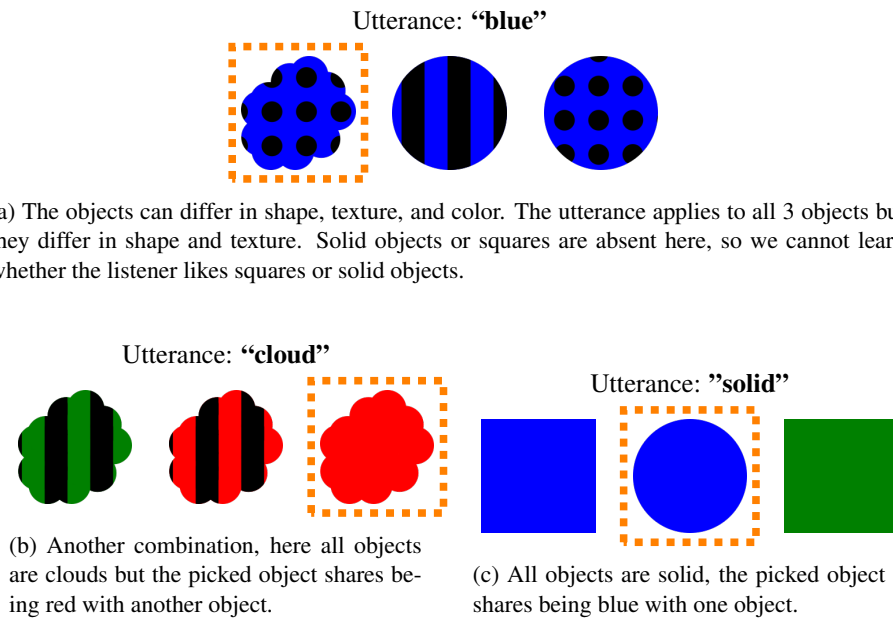 Utterance: “blue”
a) The objects can differ in shape, texture, and color. The utterance applies to all 3 objects bu
hey differ in shape and texture. Solid objects or squares are absent here, so we cannot lear
whether the listener likes squares or solid objects.
Utterance: “cloud”
Utterance: ”solid”
(b) Another combination, here all objects
are clouds but the picked object shares be-
ing red with another object.
(c) All objects are solid, the picked object
shares being blue with one object.